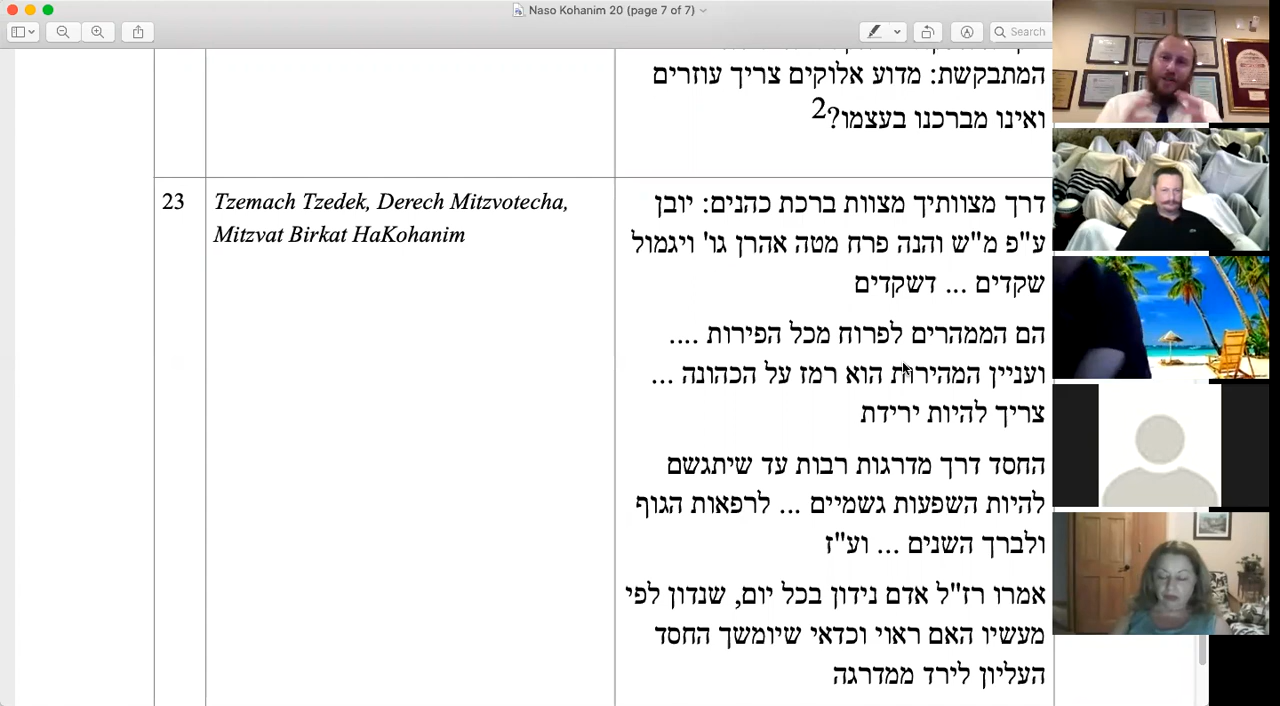 Naso Kohanim 20 (page 7 of 7)
Search
המתבקשת: מדוע אלוקים צריך עוזרים
ואינו מברכנו בעצמו?2
23
Tzemach Tzedek, Derech Mitzvotecha,
Mitzvat Birkat HaKohanim
דרך מצוותיך מצוות ברכת כהנים: יובן
ע"פ מ"ש והנה פרח מטה אהרן גו' ויגמול
שקדים ... דשקדים
הם הממהרים לפרוח מכל הפירות ....
ועניין המהירות הוא רמז על הכהונה ...
צריך להיות ירידת
החסד דרך מדרגות רבות עד שיתגשם
להיות השפעות גשמיים ... לרפאות הגוף
ולברך השנים ... וע"ז
אמרו רז"ל אדם נידון בכל יום, שנדון לפי
מעשיו האם ראוי וכדאי שיומשך החסד
העליון לירד ממדרגה